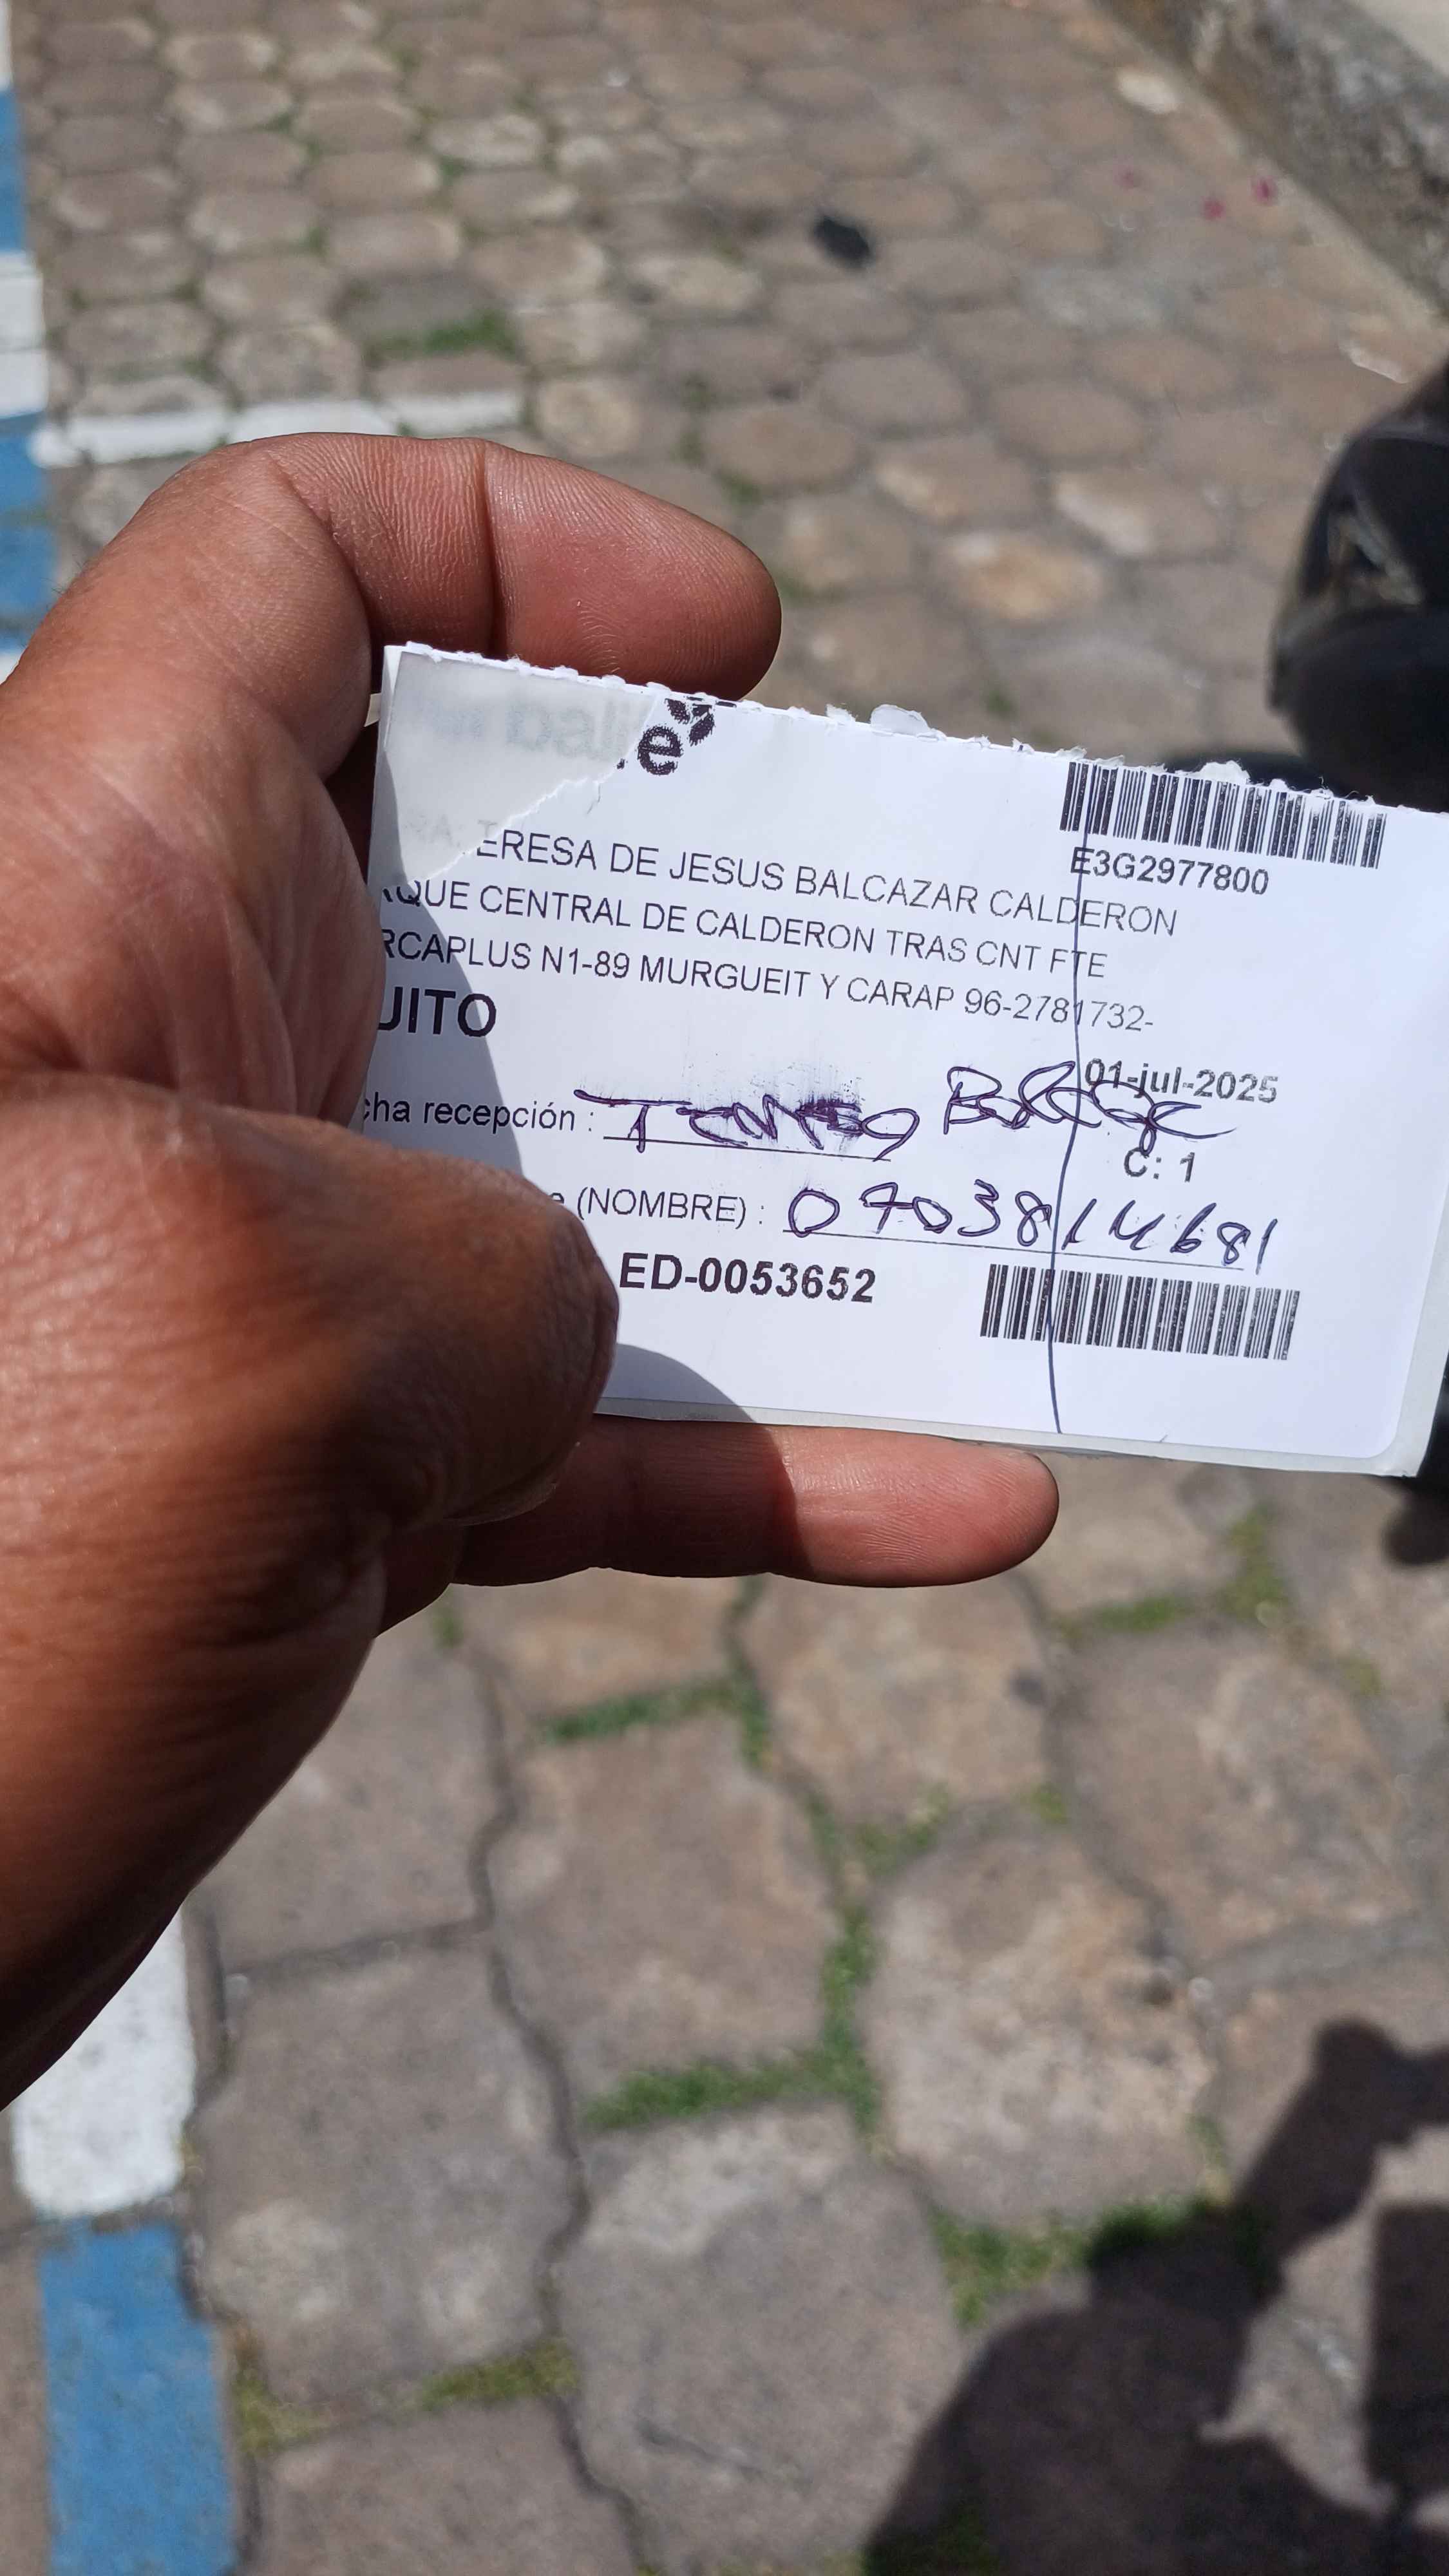 e
E3G2977800
ERESA DE JESUS BALCAZAR CALDERON
QUE CENTRAL DE CALDERON TRAS CNT FTE
RCAPLUS N1-89 MURGUEIT Y CARAP 96-2781732-
UITO
01-jul-2025
cha recepción :
C: 1
(NOMBRE) : 0703814681
ED-0053652